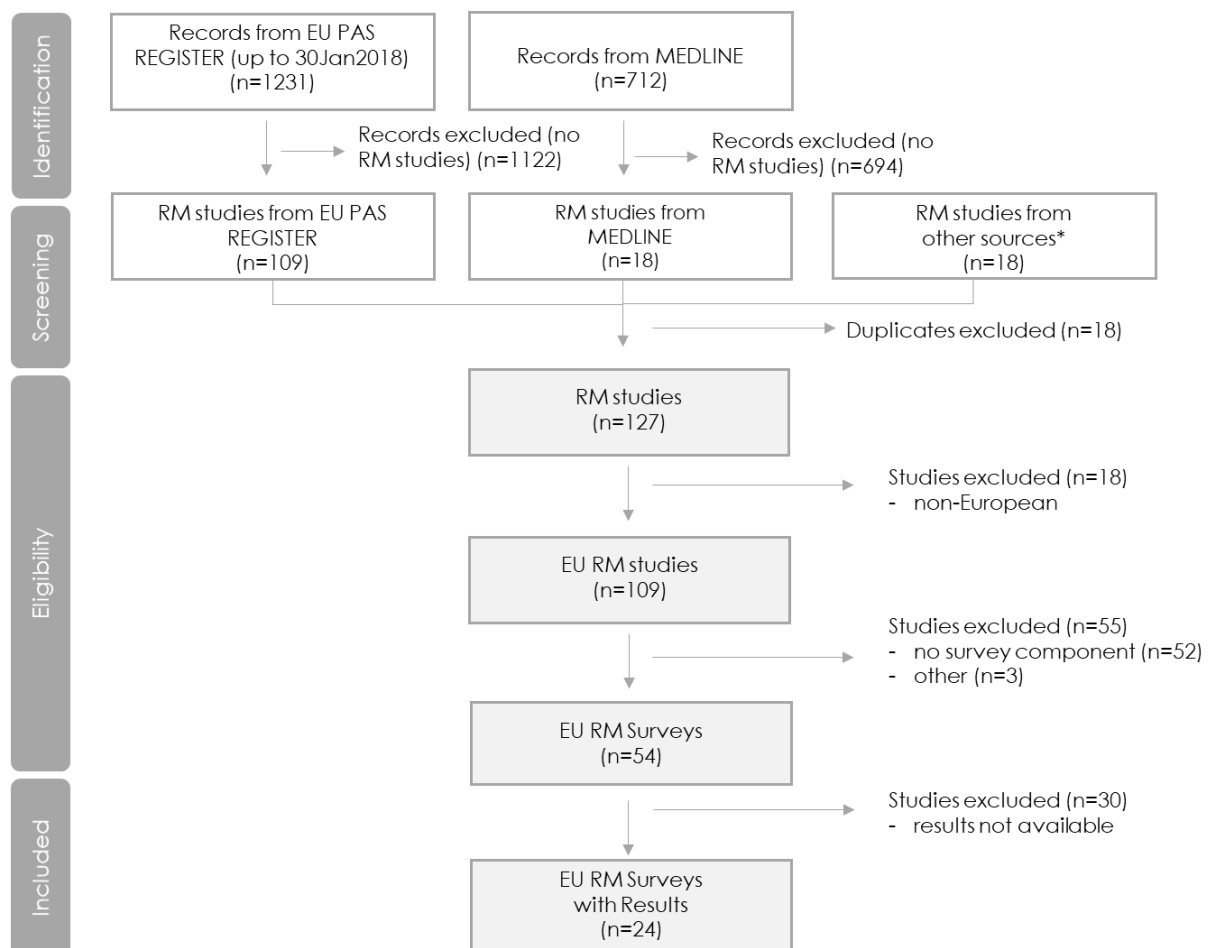 Identification
Records from EU PAS
REGISTER (up to 30Jan2018)
(n=1231)
Records from MEDLINE
(n=712)
Records excluded (no
RM studies) (n=1122)
Records excluded (no
RM studies) (n=694)
Screening
RM studies from EU PAS
REGISTER
(n=109)
RM studies from
MEDLINE
(n=18)
RM studies from
other sources*
(n=18)
Duplicates excluded (n=18)
Eligibility
RM studies
(n=127)
Studies excluded (n=18)
- non-European
EU RM studies
(n=109)
Studies excluded (n=55)
- no survey component (n=52)
- other (n=3)
EU RM Surveys
(n=54)
Included
Studies excluded (n=30)
- results not available
EU RM Surveys
with Results
(n=24)